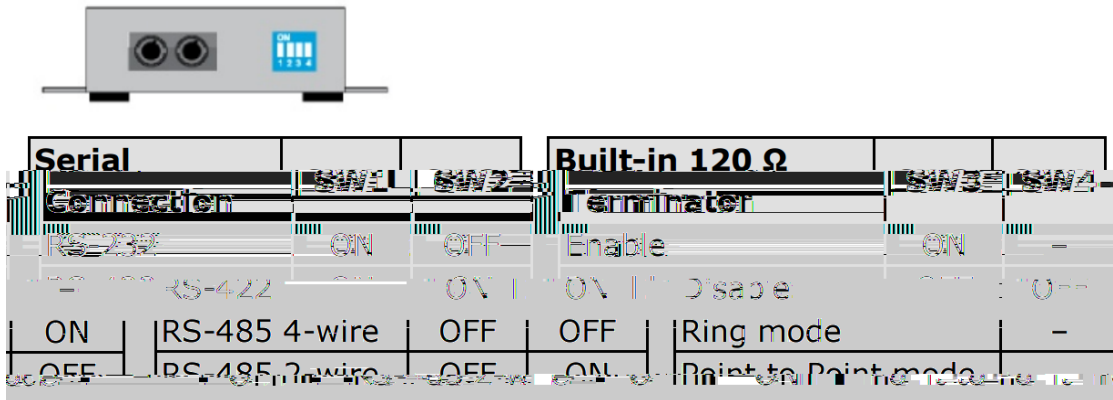 ON
1 2 3 4
Serial Connection SW1 SW2
RS-232 ON OFF
RS-422 ON ON
RS-485 4-wire OFF OFF
RS-485 2-wire OFF ON
Built-in 120 Ω Terminator SW3 SW4
Enable ON –
Disable –
Ring mode – ON
Point to Point mode OFF